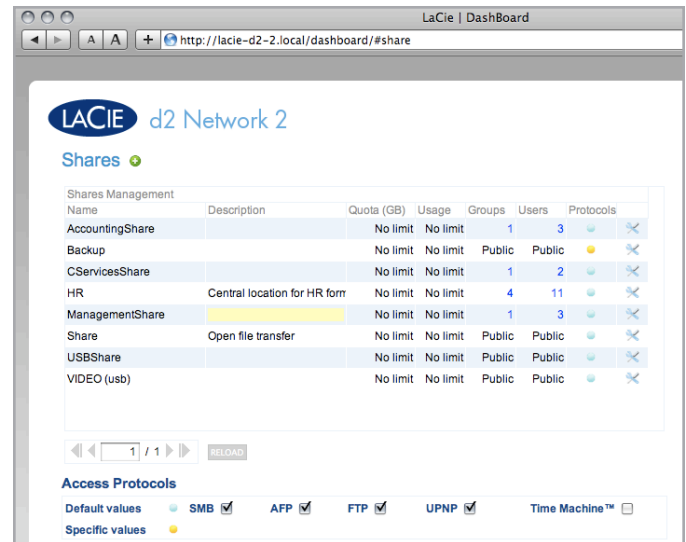 LaCie | DashBoard
A A + http://lacie-d2-2.local/dashboard/#share
LACIE d2 Network 2
Shares
Shares Management
Name Description Quota (GB) Usage Groups Users Protocols
AccountingShare No limit No limit 1 3
Backup No limit No limit Public Public
CServicesShare No limit No limit 1 2
HR Central location for HR form No limit No limit 4 11
ManagementShare No limit No limit 1 3
Share Open file transfer No limit No limit Public Public
USBShare No limit No limit Public Public
VIDEO (usb) No limit No limit Public Public
1 / 1 RELOAD
Access Protocols
Default values SMB AFP FTP UPNP Time Machine™
Specific values